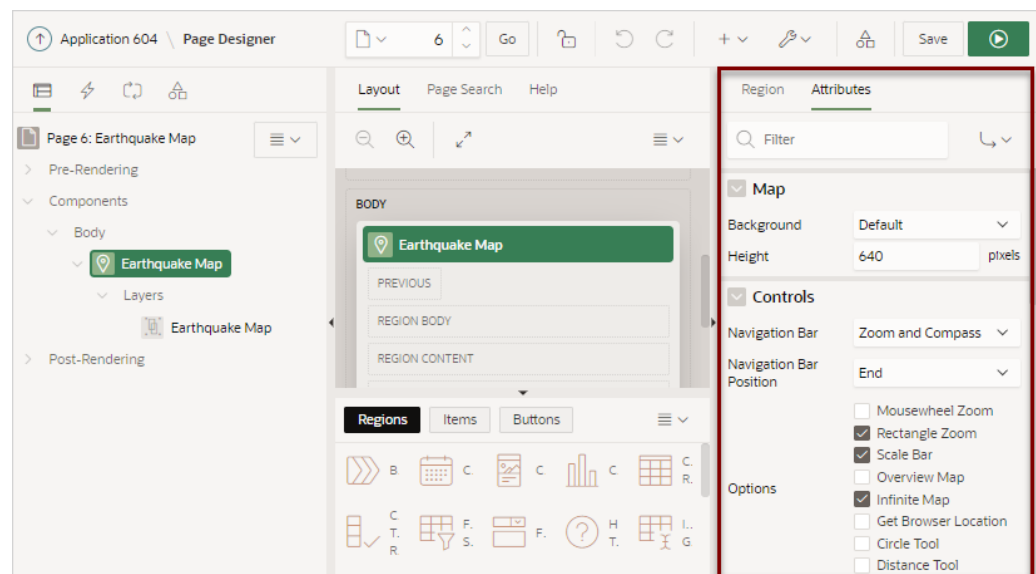 Application 604 \ Page Designer
6
Go
Save
Page 6: Earthquake Map
Pre-Rendering
Components
Body
Earthquake Map
Layers
Earthquake Map
Post-Rendering
Layout Page Search Help
BODY
Earthquake Map
PREVIOUS
REGION BODY
REGION CONTENT
Regions Items Buttons
B. C. C. C. C. R.
C. T. R. F. S. F. H T. I.. G
Region Attributes
Filter
Map
Background Default
Height 640 pixels
Controls
Navigation Bar Zoom and Compass
Navigation Bar Position End
Options
Mousewheel Zoom
Rectangle Zoom
Scale Bar
Overview Map
Infinite Map
Get Browser Location
Circle Tool
Distance Tool